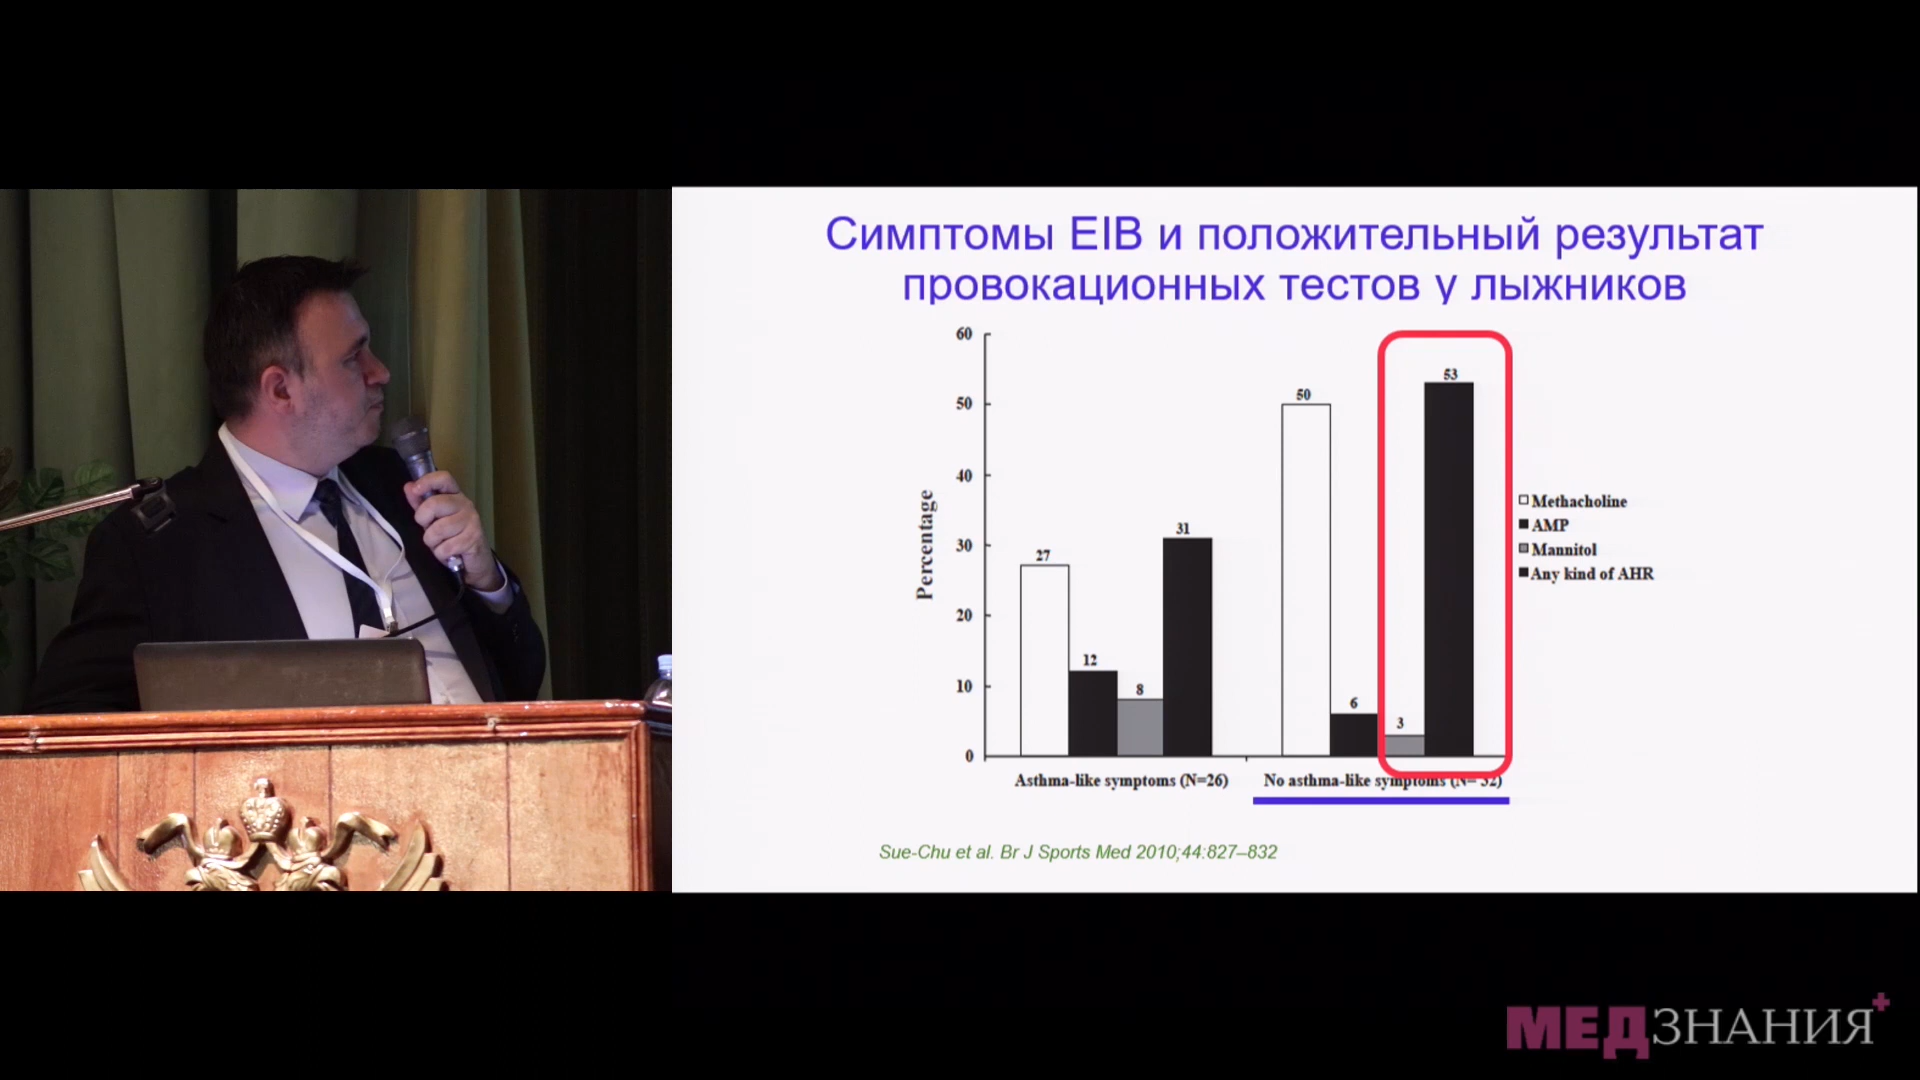 Симптомы EIB и положительный результат
провокационных тестов у лыжников
60
50
40
30
20
10
0
Percentage
27
12
8
31
50
6
3
53
Methacholine
AMP
Mannitol
Any kind of AHR
Asthma-like symptoms (N=26)
No asthma-like symptoms (N= 32)
Sue-Chu et al. Br J Sports Med 2010;44:827–832
МЕДЗНАНИЯ+